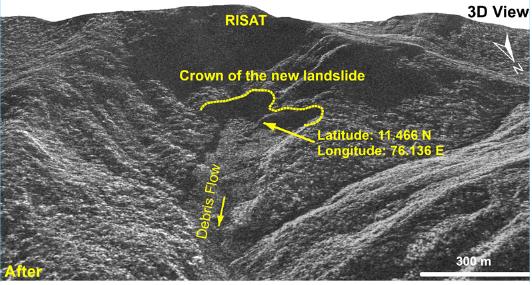 RISAT
3D View
N
Crown of the new landslide
Latitude: 11.466 N
Longitude: 76.136 E
Debris Flow
300 m
After